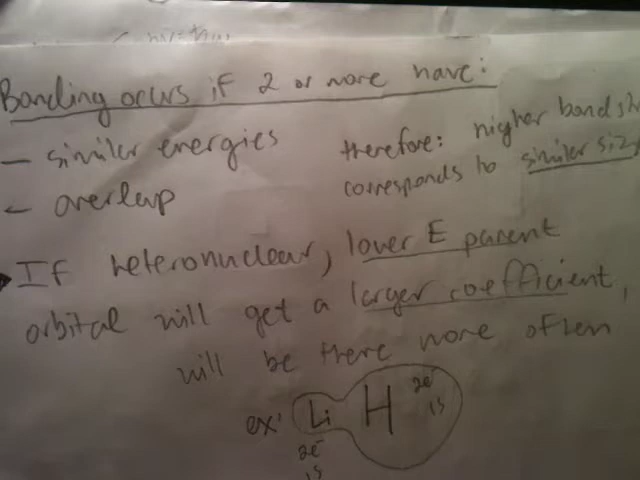 Bonding occurs if 2 or more have:
– similar energies
– overlap
therefore: higher bond
corresponds to similar
If heteronuclear, lower E parent
orbital will get a larger coefficient,
will be there more often
ex: Li H 2e⁻
1s
2e⁻
1s